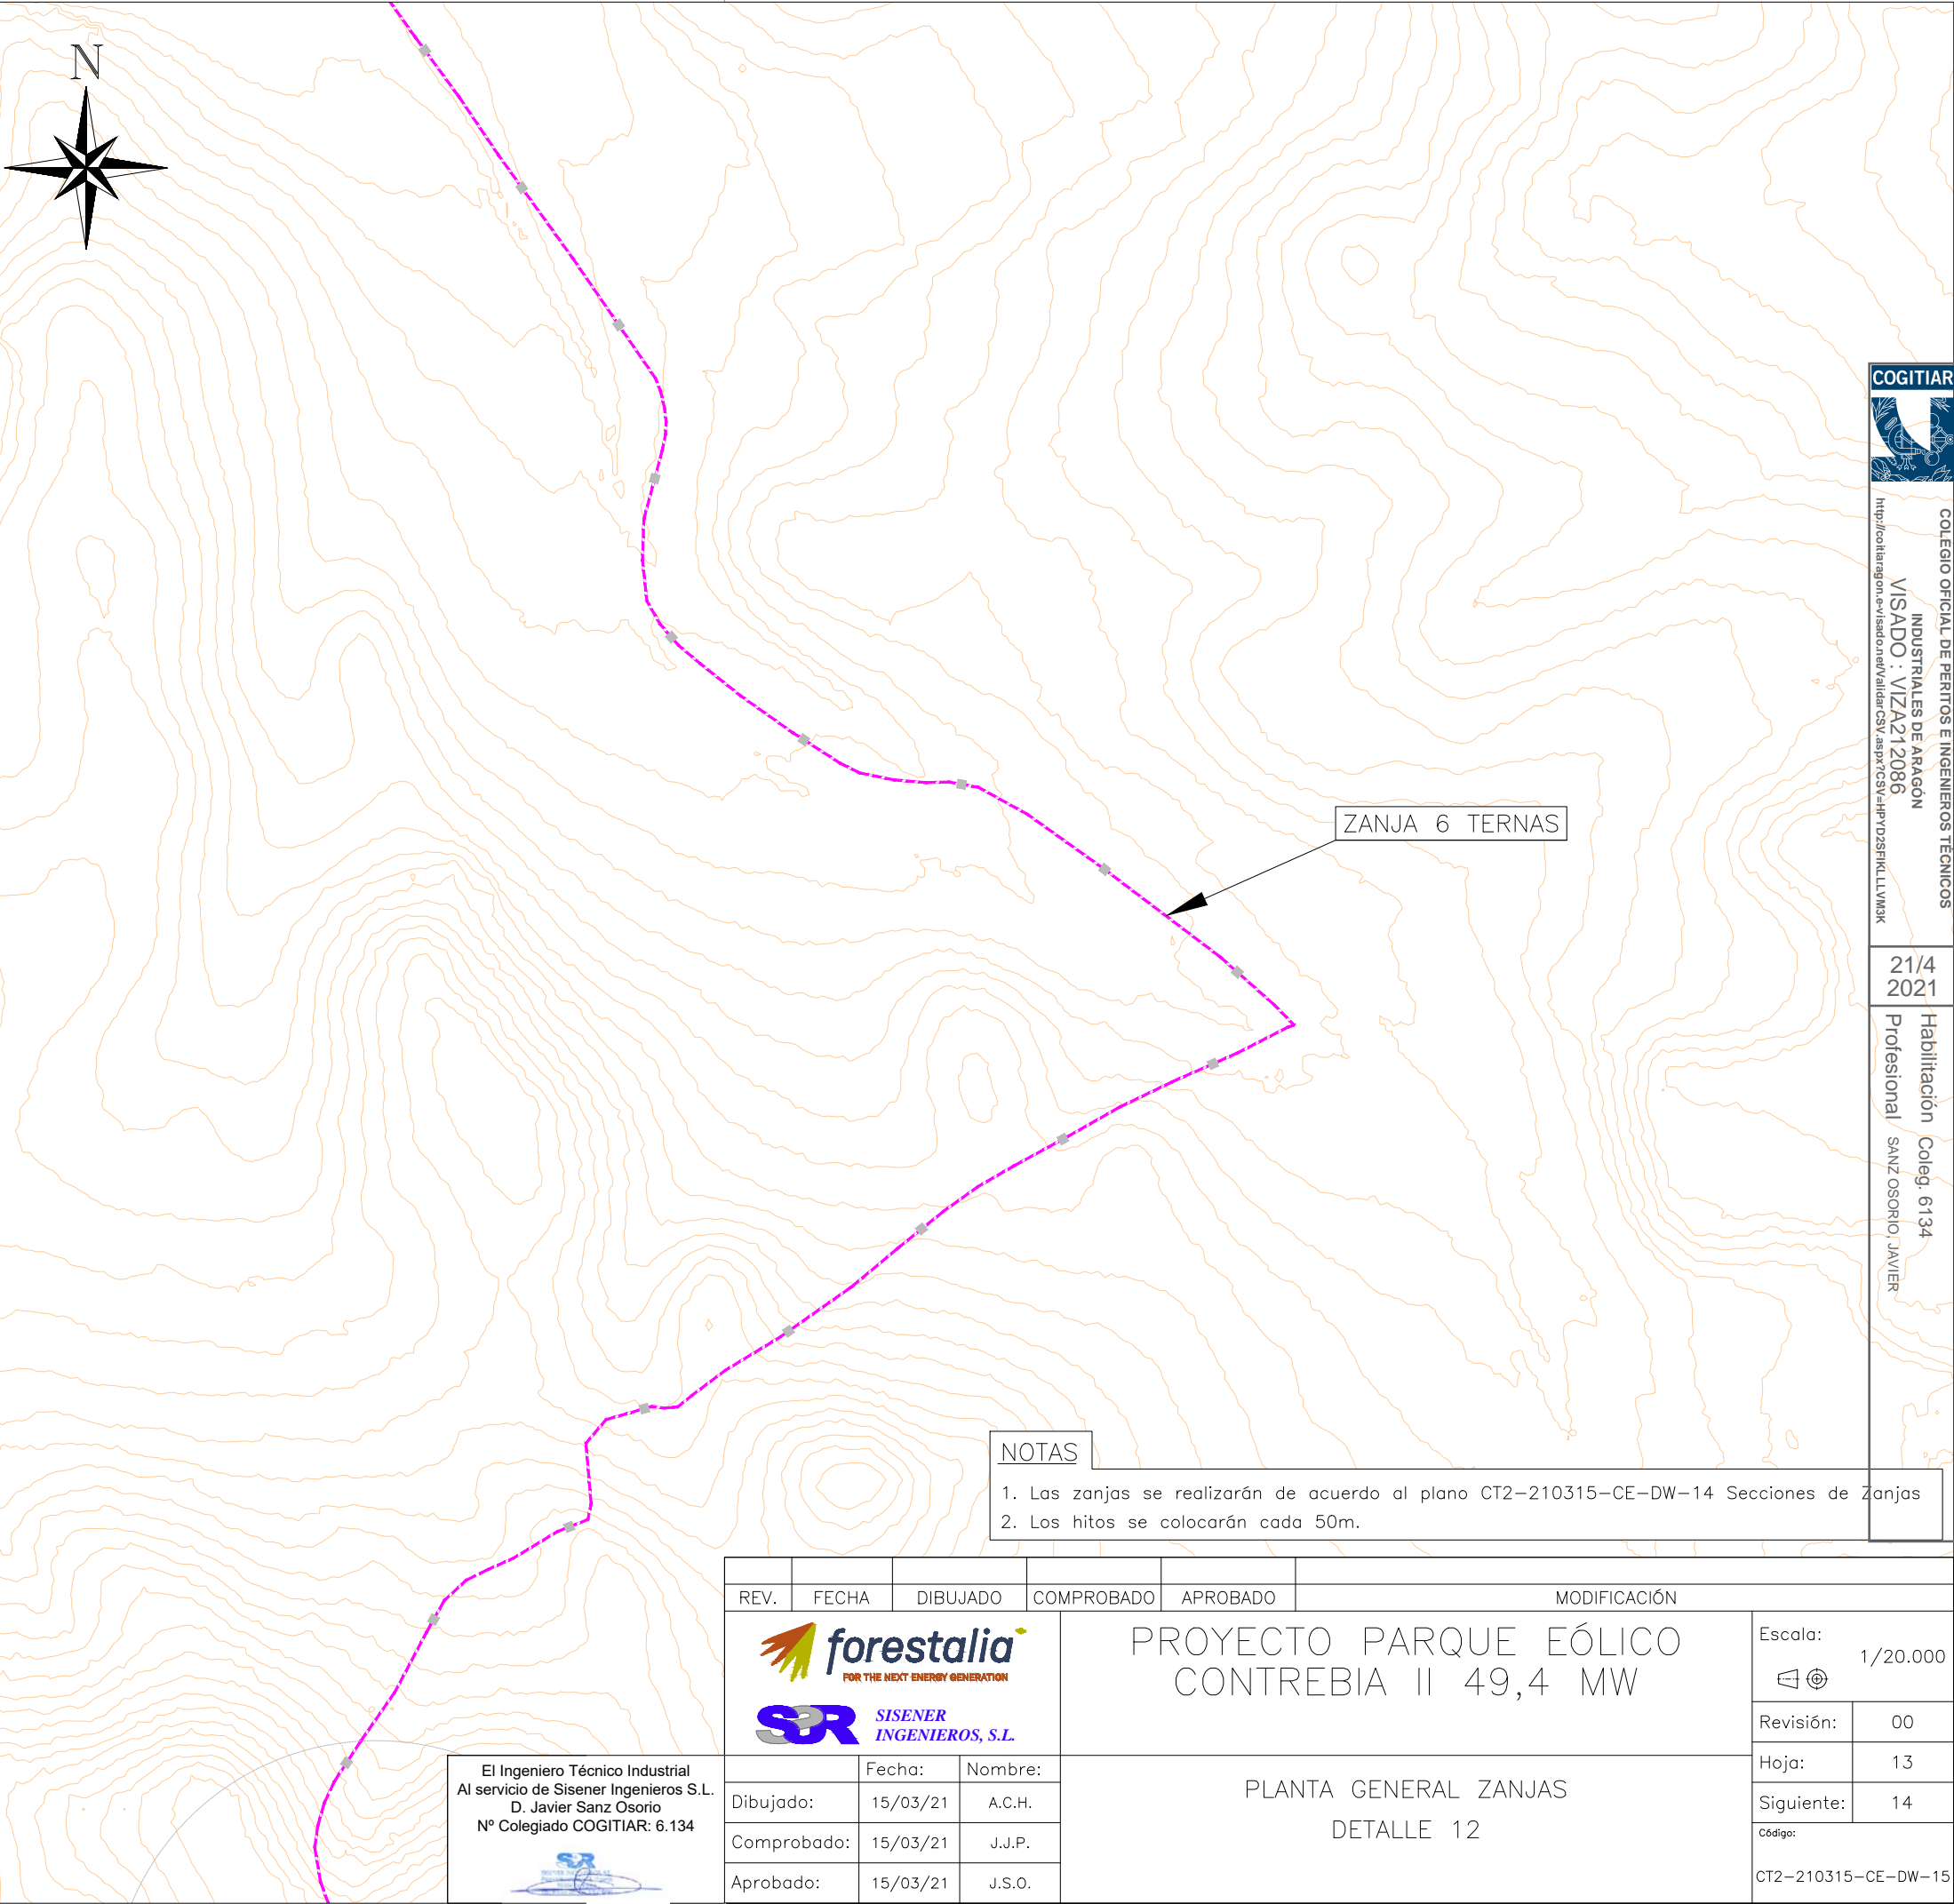 N
ZANJA 6 TERNAS
COGITIAR
COLEGIO OFICIAL DE PERITOS E INGENIEROS TÉCNICOS
INDUSTRIALES DE ARAGÓN
VISADO : VIZA212086
http://coitiaragon.e-visado.net/ValidarCSV.aspx?CSV=HPYD2SFIKLLLVM3K
21/4
2021
Habilitación Coleg. 6134
Profesional SANZ OSORIO, JAVIER
NOTAS
1. Las zanjas se realizarán de acuerdo al plano CT2-210315-CE-DW-14 Secciones de Zanjas
2. Los hitos se colocarán cada 50m.
REV. FECHA DIBUJADO COMPROBADO APROBADO MODIFICACIÓN
forestalia
FOR THE NEXT ENERGY GENERATION
SISENER
INGENIEROS, S.L.
PROYECTO PARQUE EÓLICO
CONTREBIA II 49,4 MW
Escala:
1/20.000
Revisión: 00
Hoja: 13
Siguiente: 14
Código:
CT2-210315-CE-DW-15
El Ingeniero Técnico Industrial
Al servicio de Sisener Ingenieros S.L.
D. Javier Sanz Osorio
Nº Colegiado COGITIAR: 6.134
Fecha: Nombre:
Dibujado: 15/03/21 A.C.H.
Comprobado: 15/03/21 J.J.P.
Aprobado: 15/03/21 J.S.O.
PLANTA GENERAL ZANJAS
DETALLE 12